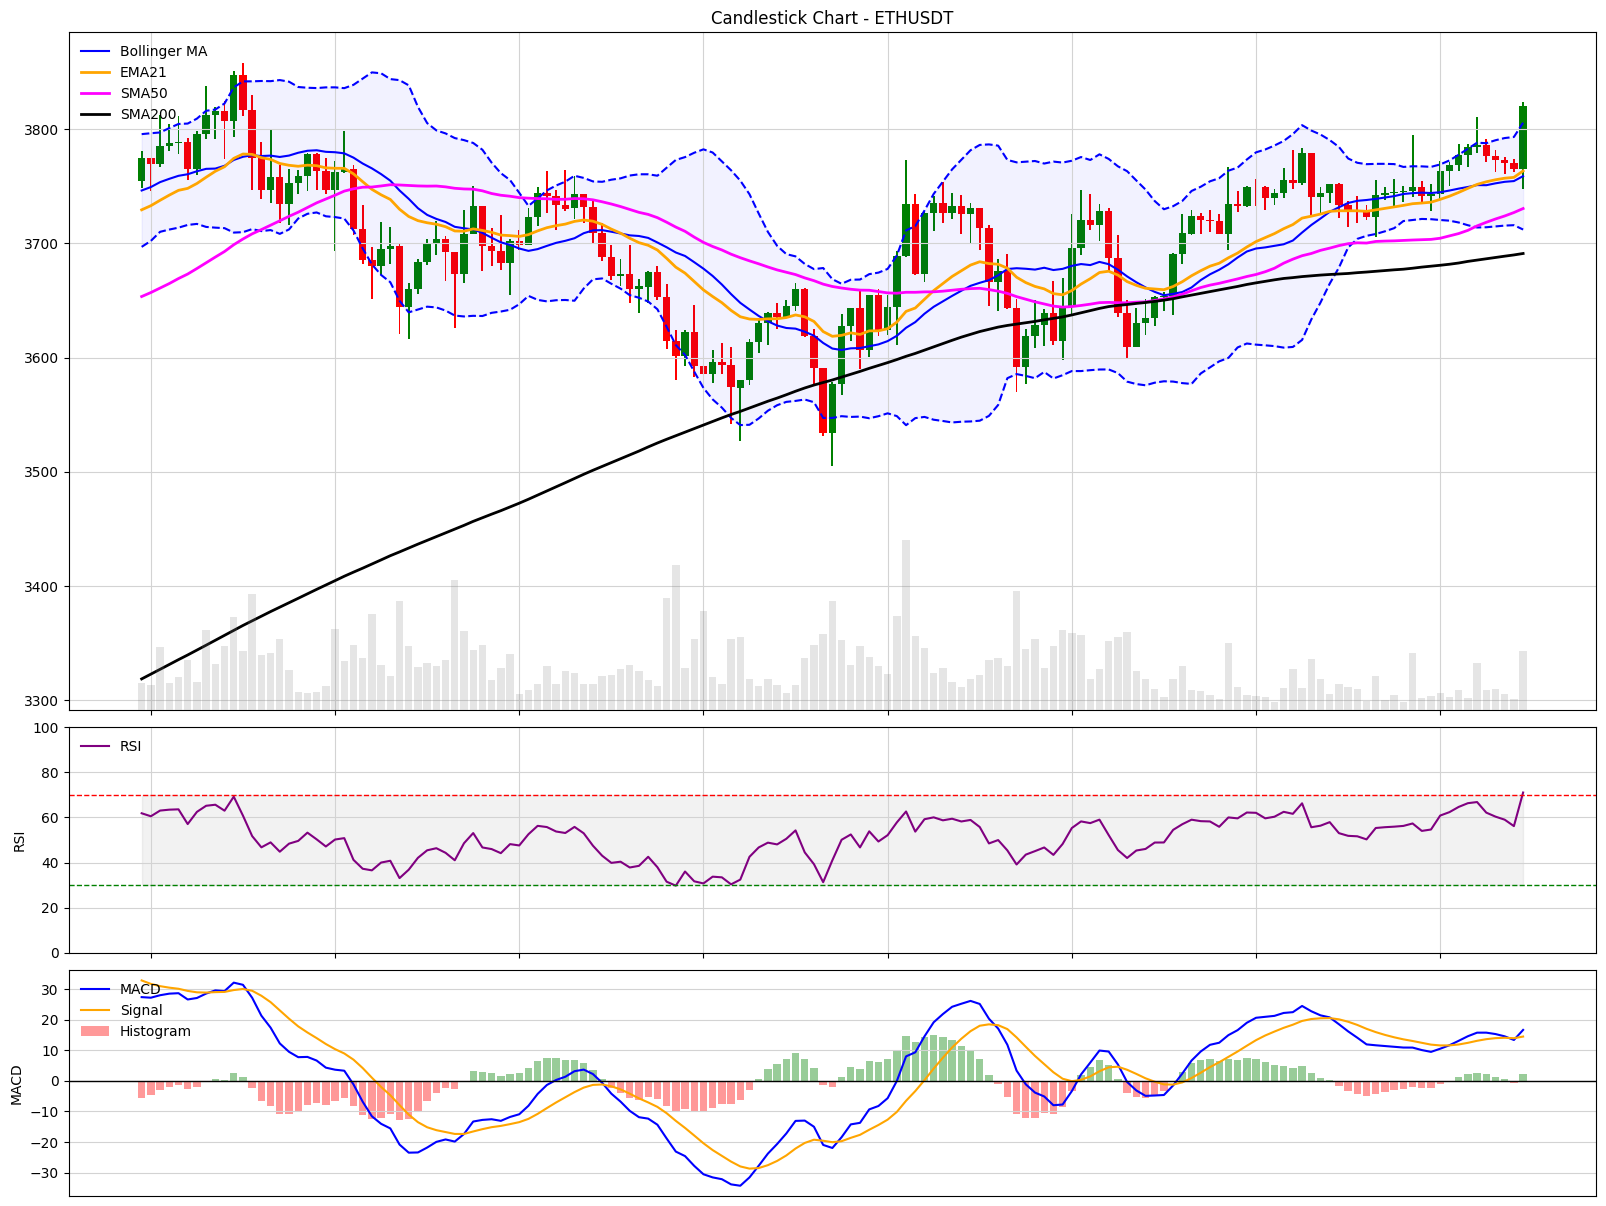 Candlestick Chart - ETHUSDT
Bollinger MA
EMA21
SMA50
SMA200
3800
3700
3600
3500
3400
3300
100
80
60
40
20
0
RSI
RSI
30
20
10
0
−10
−20
−30
MACD
MACD
Signal
Histogram